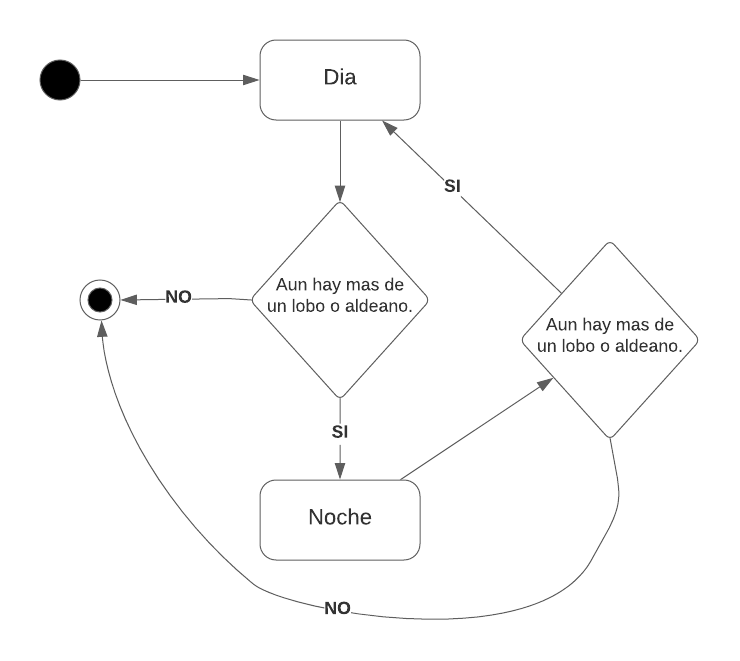 Dia
SI
Aun hay mas de
un lobo o aldeano.
NO
Aun hay mas de
un lobo o aldeano.
SI
Noche
NO